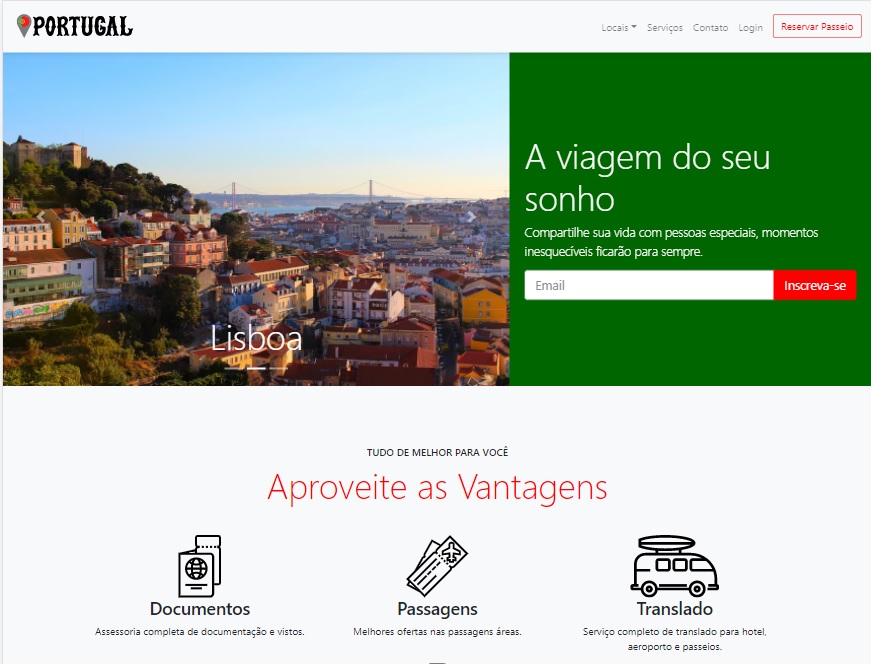 PORTUGAL
Locais Serviços Contato Login Reservar Passeio
A viagem do seu
sonho
Compartilhe sua vida com pessoas especiais, momentos
inesquecíveis ficarão para sempre.
Email Inscreva-se
Lisboa
TUDO DE MELHOR PARA VOCÊ
Aproveite as Vantagens
Documentos
Assessoria completa de documentação e vistos.
Passagens
Melhores ofertas nas passagens áreas.
Translado
Serviço completo de translado para hotel,
aeroporto e passeios.